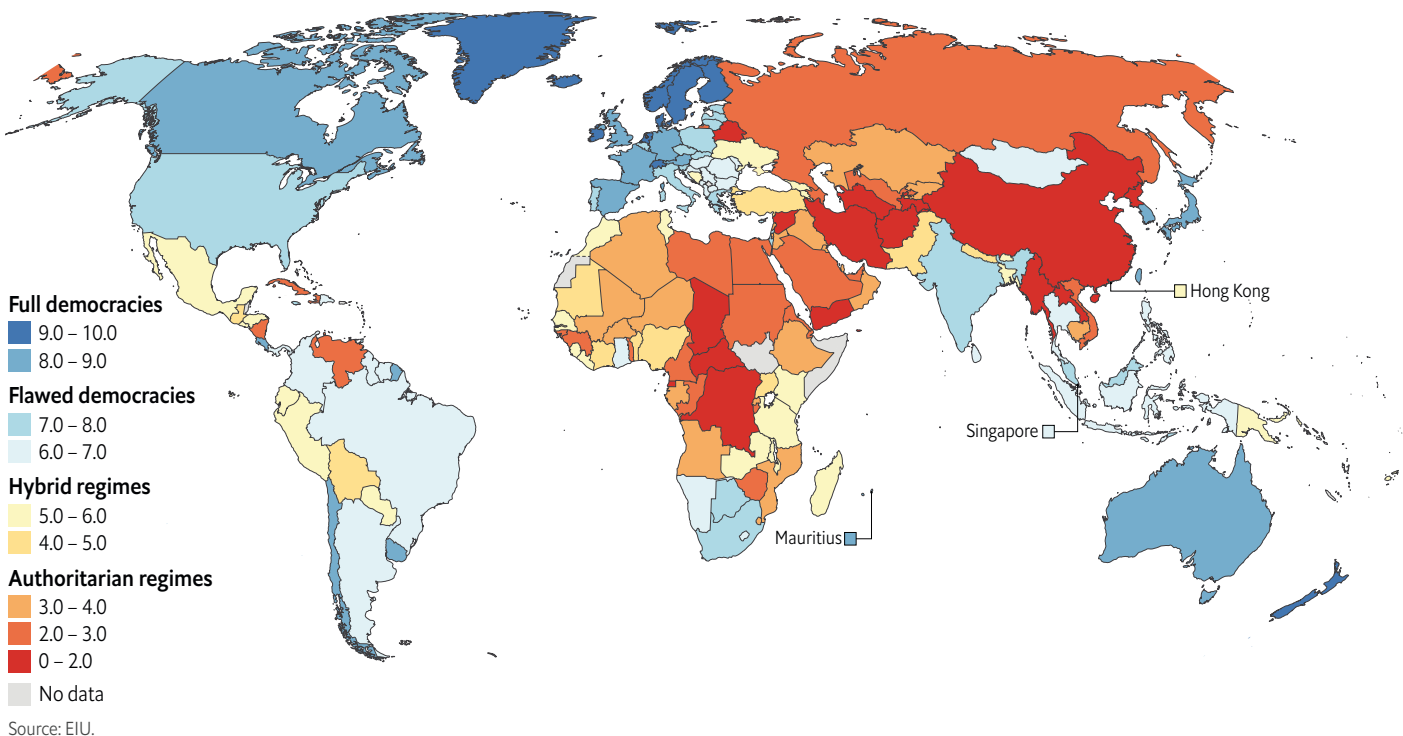 Full democracies
9.0 – 10.0
8.0 – 9.0
Flawed democracies
7.0 – 8.0
6.0 – 7.0
Hybrid regimes
5.0 – 6.0
4.0 – 5.0
Authoritarian regimes
3.0 – 4.0
2.0 – 3.0
0 – 2.0
No data
Source: EIU.
Hong Kong
Singapore
Mauritius